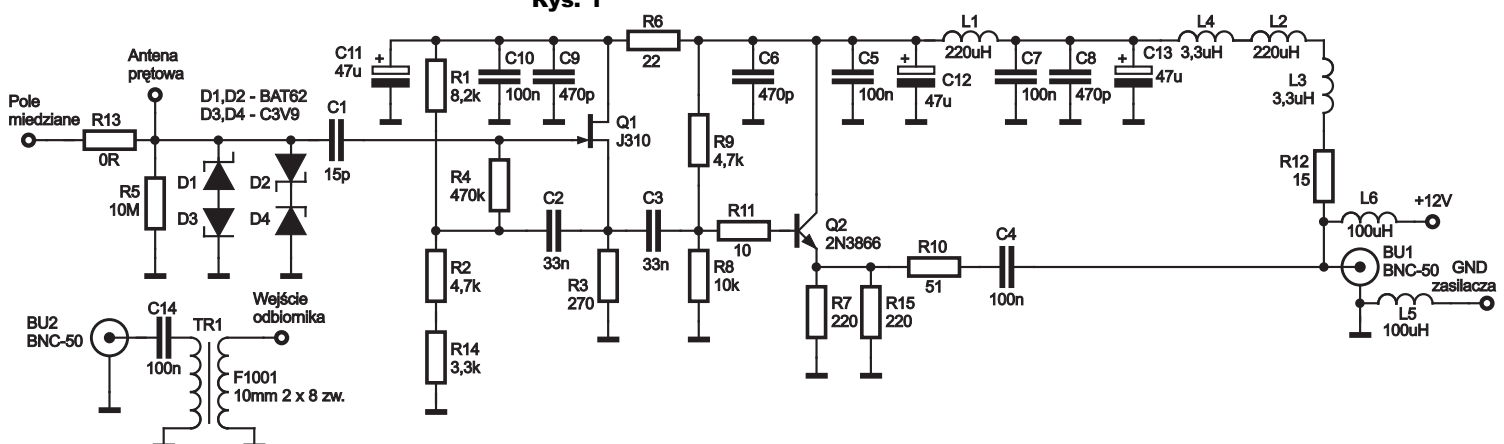 Rys. 1
Antena
prętowa
Pole
miedziane
R13
0R
R5
10M
D1,D2 - BAT62
D3,D4 - C3V9
D1
D2
D3
D4
C1
15p
C11
+
47u
R1
8,2k
C10
100n
C9
470p
Q1
J310
R4
470k
C2
33n
R2
4,7k
R14
3,3k
R3
270
R6
22
C3
33n
R9
4,7k
R8
10k
R11
10
C6
470p
C5
100n
+
C12
47u
Q2
2N3866
R7
220
R15
220
R10
51
C4
100n
L1
220uH
C7
100n
C8
470p
+
C13
47u
L4
3,3uH
L2
220uH
L3
3,3uH
R12
15
L6
100uH
+12V
BU1
BNC-50
GND
zasilacza
L5
100uH
BU2
BNC-50
C14
100n
TR1
Wejście
odbiornika
F1001
10mm 2 x 8 zw.